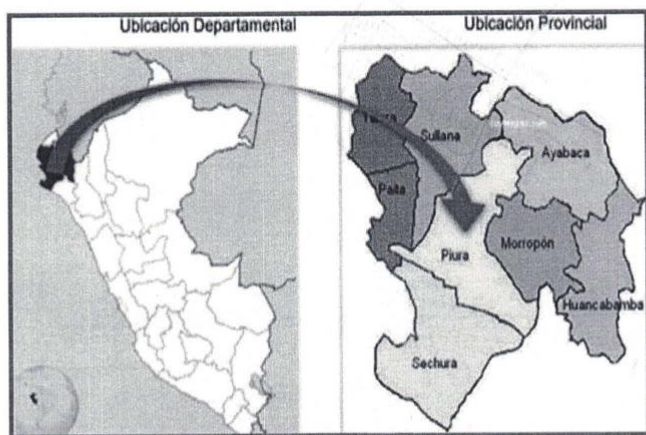 Ubicación Departamental
Ubicación Provincial
Sullana
Ayabaca
Paita
Piura
Morropón
Huancabamba
Sechura